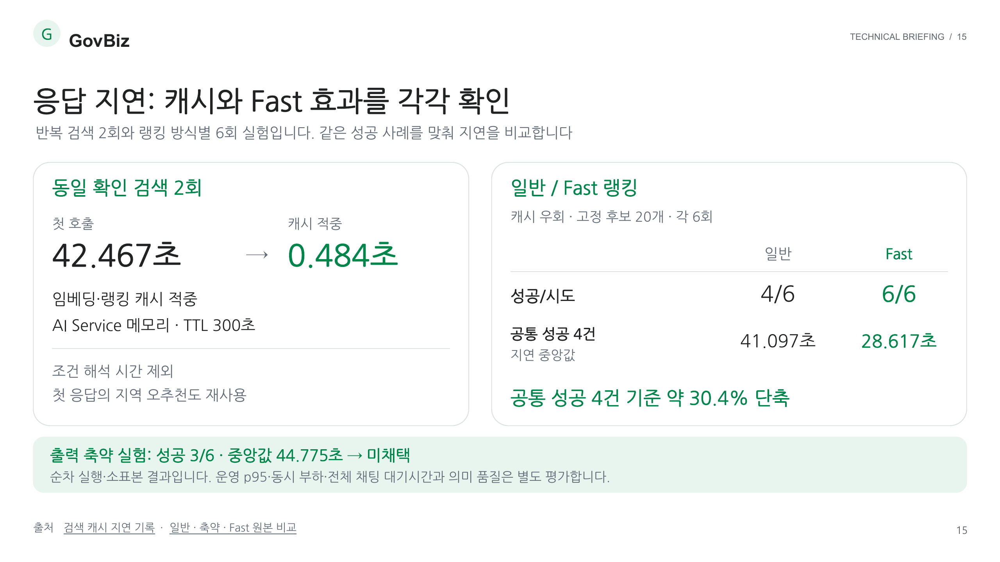 G GovBiz
TECHNICAL BRIEFING / 15
응답 지연: 캐시와 Fast 효과를 각각 확인
반복 검색 2회와 랭킹 방식별 6회 실험입니다. 같은 성공 사례를 맞춰 지연을 비교합니다
동일 확인 검색 2회
첫 호출
캐시 적중
42.467초 → 0.484초
임베딩·랭킹 캐시 적중
AI Service 메모리 · TTL 300초
조건 해석 시간 제외
첫 응답의 지역 오추천도 재사용
일반 / Fast 랭킹
캐시 우회 · 고정 후보 20개 · 각 6회
일반 Fast
성공/시도 4/6 6/6
공통 성공 4건 41.097초 28.617초
지연 중앙값
공통 성공 4건 기준 약 30.4% 단축
출력 축약 실험: 성공 3/6 · 중앙값 44.775초 → 미채택
순차 실행·소표본 결과입니다. 운영 p95·동시 부하·전체 채팅 대기시간과 의미 품질은 별도 평가합니다.
출처 검색 캐시 지연 기록 · 일반 · 축약 · Fast 원본 비교
15